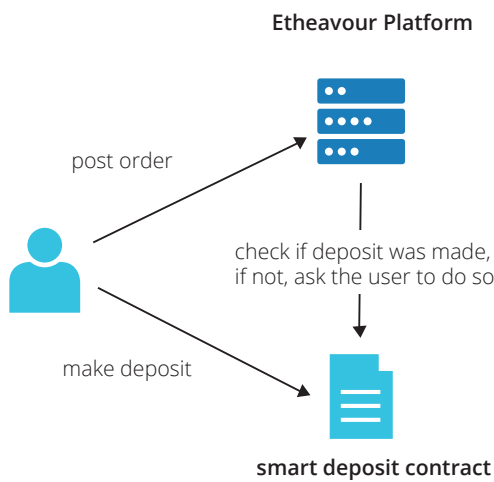 Etheavour Platform
post order
check if deposit was made,
if not, ask the user to do so
make deposit
smart deposit contract